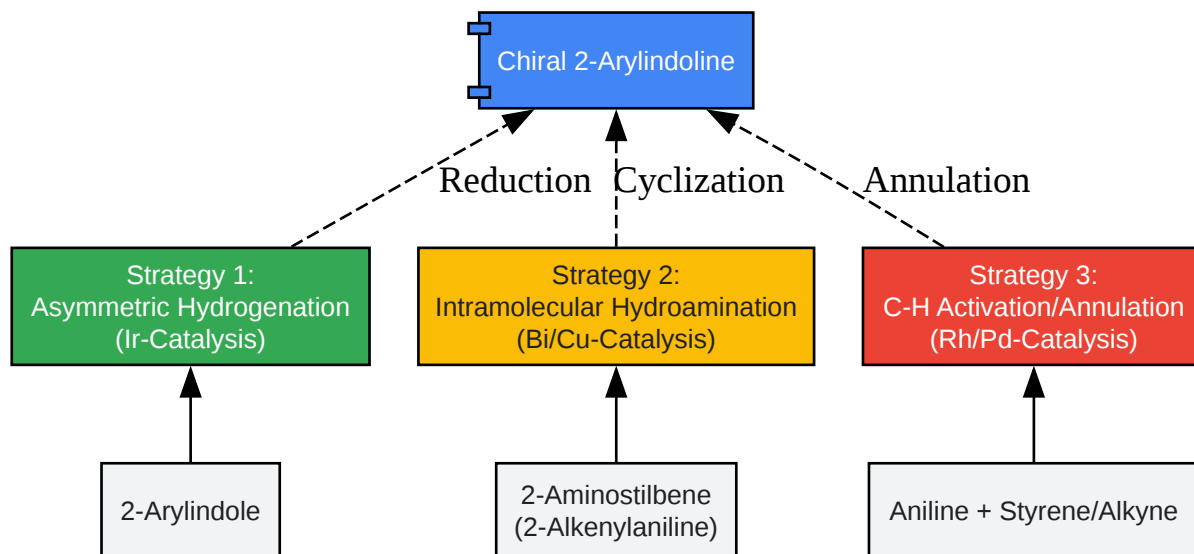 Chiral 2-Arylindoline
Reduction
Cyclization
Annulation
Strategy 1:
Asymmetric Hydrogenation
(Ir-Catalysis)
Strategy 2:
Intramolecular Hydroamination
(Bi/Cu-Catalysis)
Strategy 3:
C-H Activation/Annulation
(Rh/Pd-Catalysis)
2-Arylindole
2-Aminostilbene
(2-Alkenylaniline)
Aniline + Styrene/Alkyne